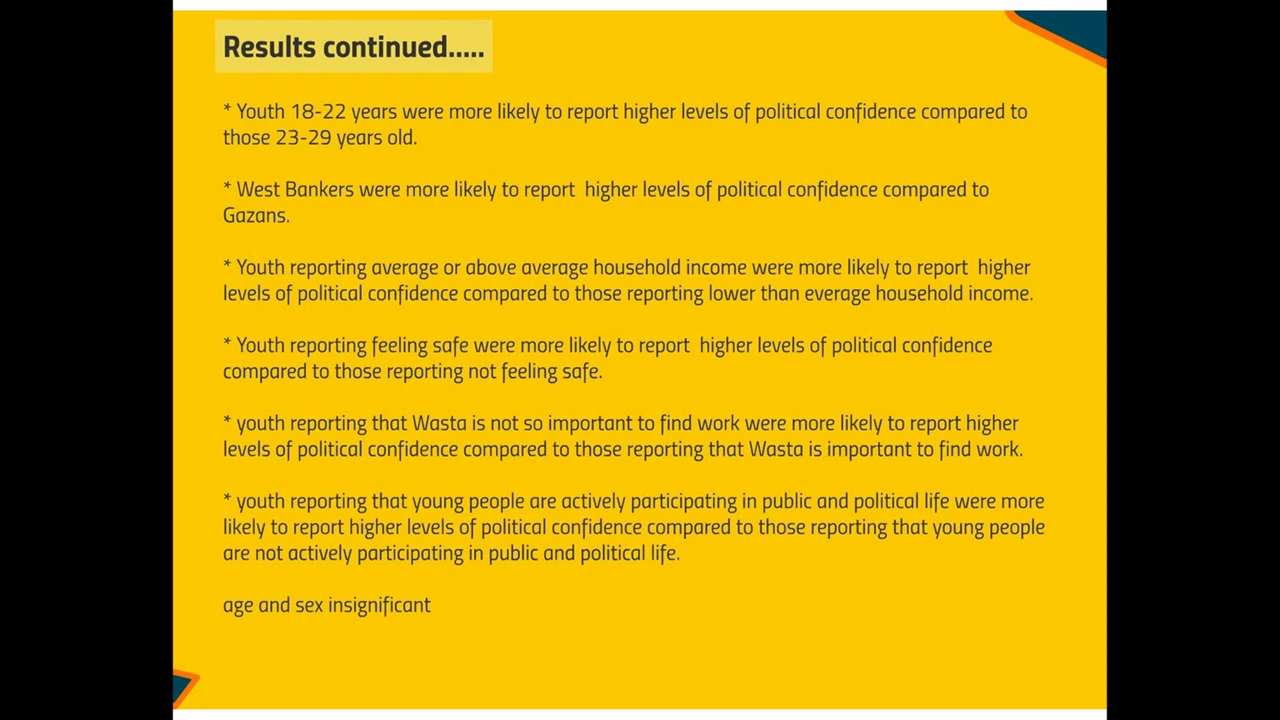 Results continued.....
* Youth 18-22 years were more likely to report higher levels of political confidence compared to
those 23-29 years old.
* West Bankers were more likely to report  higher levels of political confidence compared to
Gazans.
* Youth reporting average or above average household income were more likely to report  higher
levels of political confidence compared to those reporting lower than everage household income.
* Youth reporting feeling safe were more likely to report  higher levels of political confidence
compared to those reporting not feeling safe.
* youth reporting that Wasta is not so important to find work were more likely to report higher
levels of political confidence compared to those reporting that Wasta is important to find work.
* youth reporting that young people are actively participating in public and political life were more
likely to report higher levels of political confidence compared to those reporting that young people
are not actively participating in public and political life.
age and sex insignificant